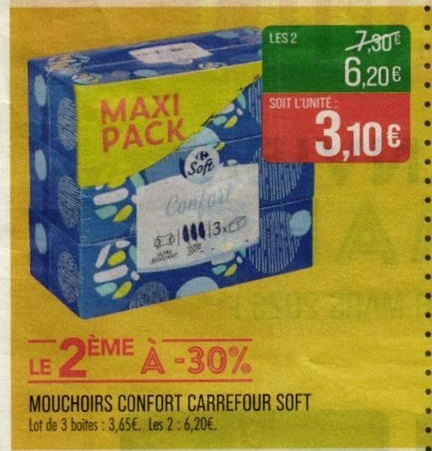 LES 2
7,30€
6,20€
SOIT L'UNITÉ :
3,10€
MAXI
PACK
Soft
Confort
3x
LE 2ÈME À -30%
MOUCHOIRS CONFORT CARREFOUR SOFT
Lot de 3 boîtes : 3,65€. Les 2 : 6,20€.